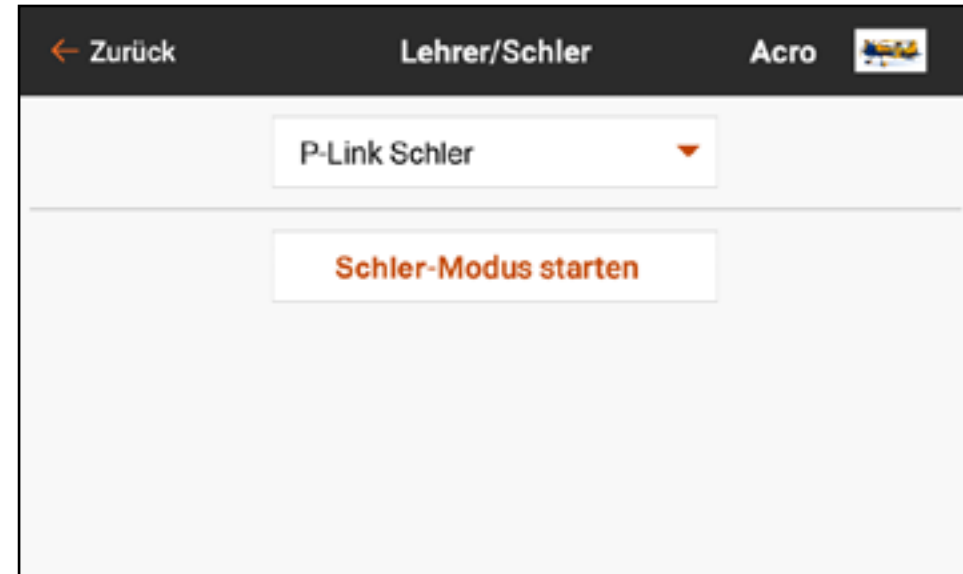 ← Zurück Lehrer/Schler Acro
P-Link Schler
Schler-Modus starten